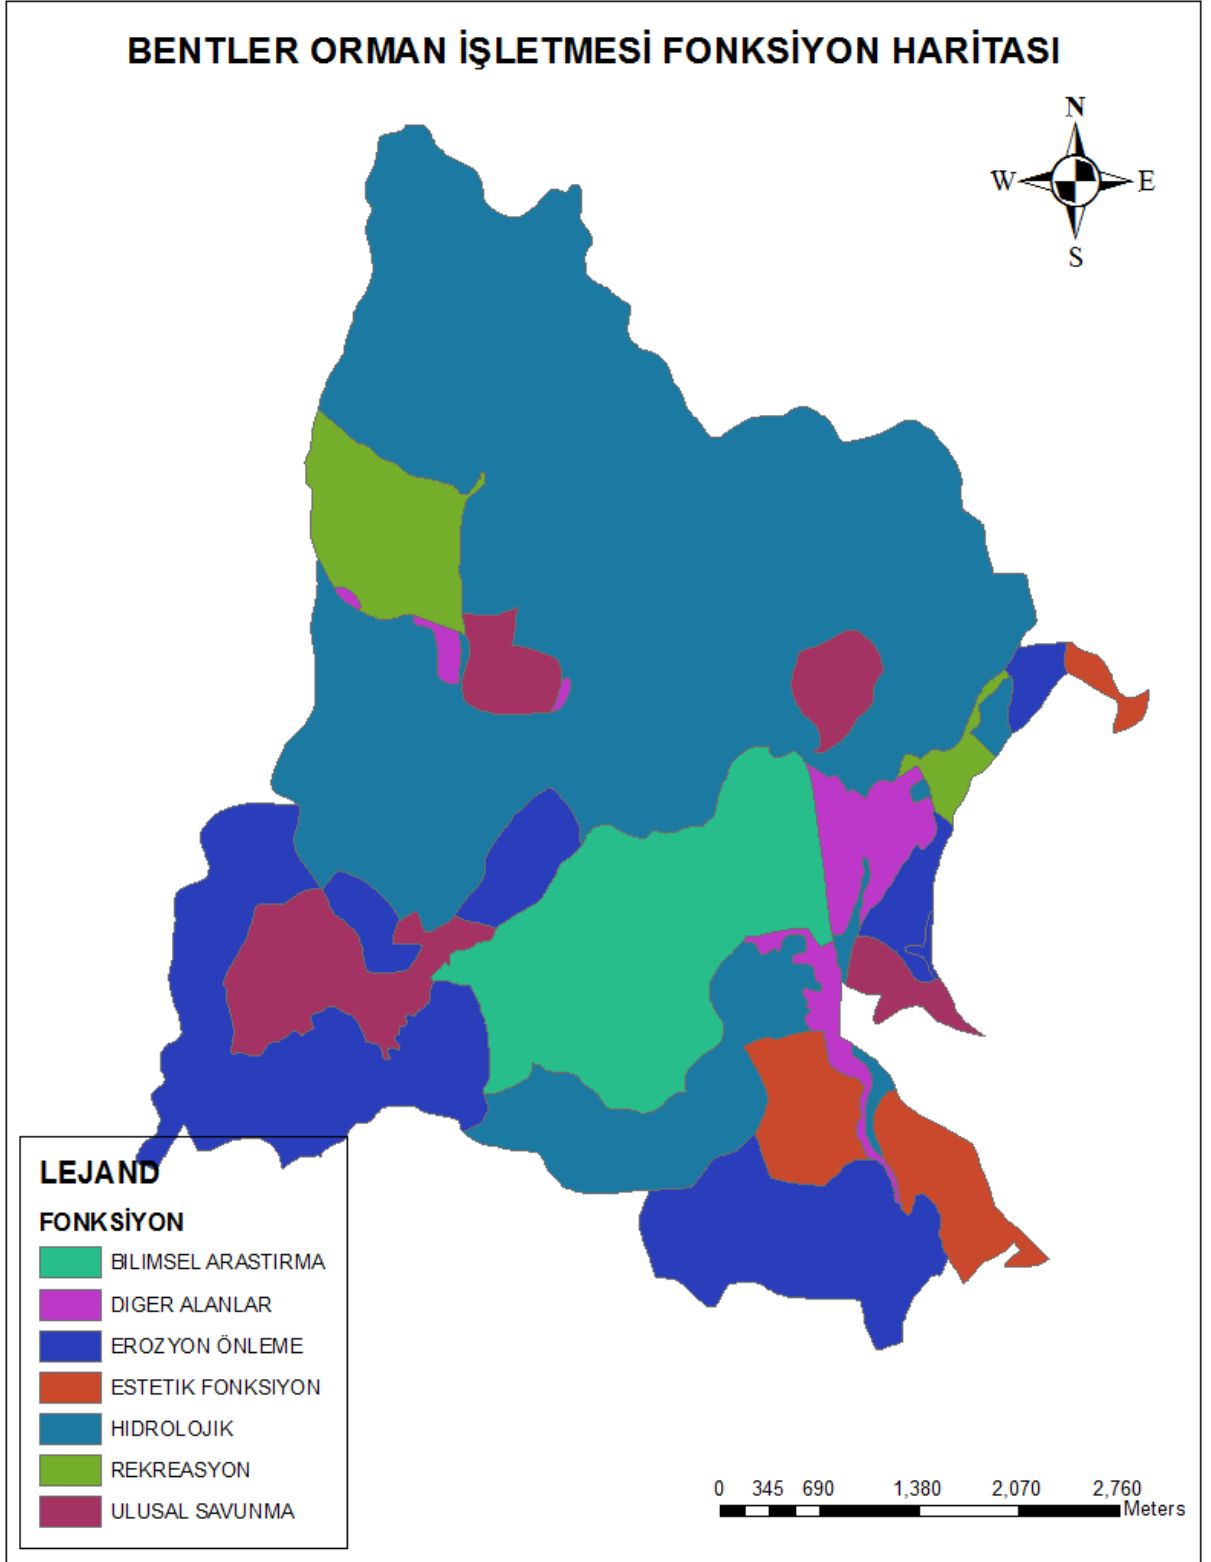 BENTLER ORMAN İŞLETMESİ FONKSİYON HARİTASI
N
W E
S
LEJAND
FONKSİYON
BILIMSEL ARASTIRMA
DIGER ALANLAR
EROZYON ÖNLEME
ESTETIK FONKSIYON
HIDROLOJIK
REKREASYON
ULUSAL SAVUNMA
0 345 690 1,380 2,070 2,760
Meters